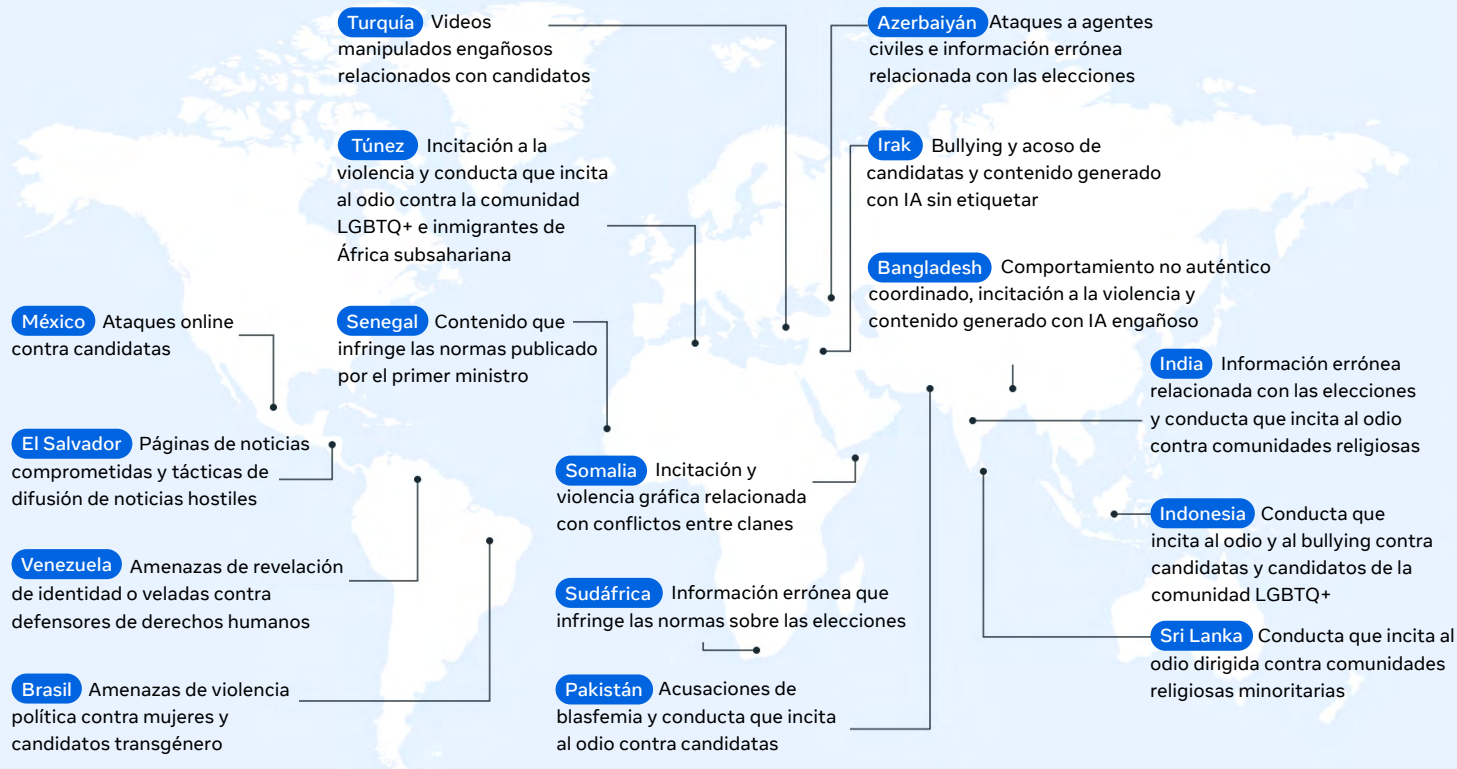 Turquía Videos
manipulados engañosos
relacionados con candidatos
Azerbaiyán Ataques a agentes
civiles e información errónea
relacionada con las elecciones
Túnez Incitación a la
violencia y conducta que incita
al odio contra la comunidad
LGBTQ+ e inmigrantes de
África subsahariana
Irak Bullying y acoso de
candidatas y contenido generado
con IA sin etiquetar
Bangladesh Comportamiento no auténtico
coordinado, incitación a la violencia y
contenido generado con IA engañoso
México Ataques online
contra candidatas
Senegal Contenido que
infringe las normas publicado
por el primer ministro
India Información errónea
relacionada con las elecciones
y conducta que incita al odio
contra comunidades religiosas
El Salvador Páginas de noticias
comprometidas y tácticas de
difusión de noticias hostiles
Somalia Incitación y
violencia gráfica relacionada
con conflictos entre clanes
Indonesia Conducta que
incita al odio y al bullying contra
candidatas y candidatos de la
comunidad LGBTQ+
Venezuela Amenazas de revelación
de identidad o veladas contra
defensores de derechos humanos
Sudáfrica Información errónea que
infringe las normas sobre las elecciones
Sri Lanka Conducta que incita al
odio dirigida contra comunidades
religiosas minoritarias
Brasil Amenazas de violencia
política contra mujeres y
candidatos transgénero
Pakistán Acusaciones de
blasfemia y conducta que incita
al odio contra candidatas